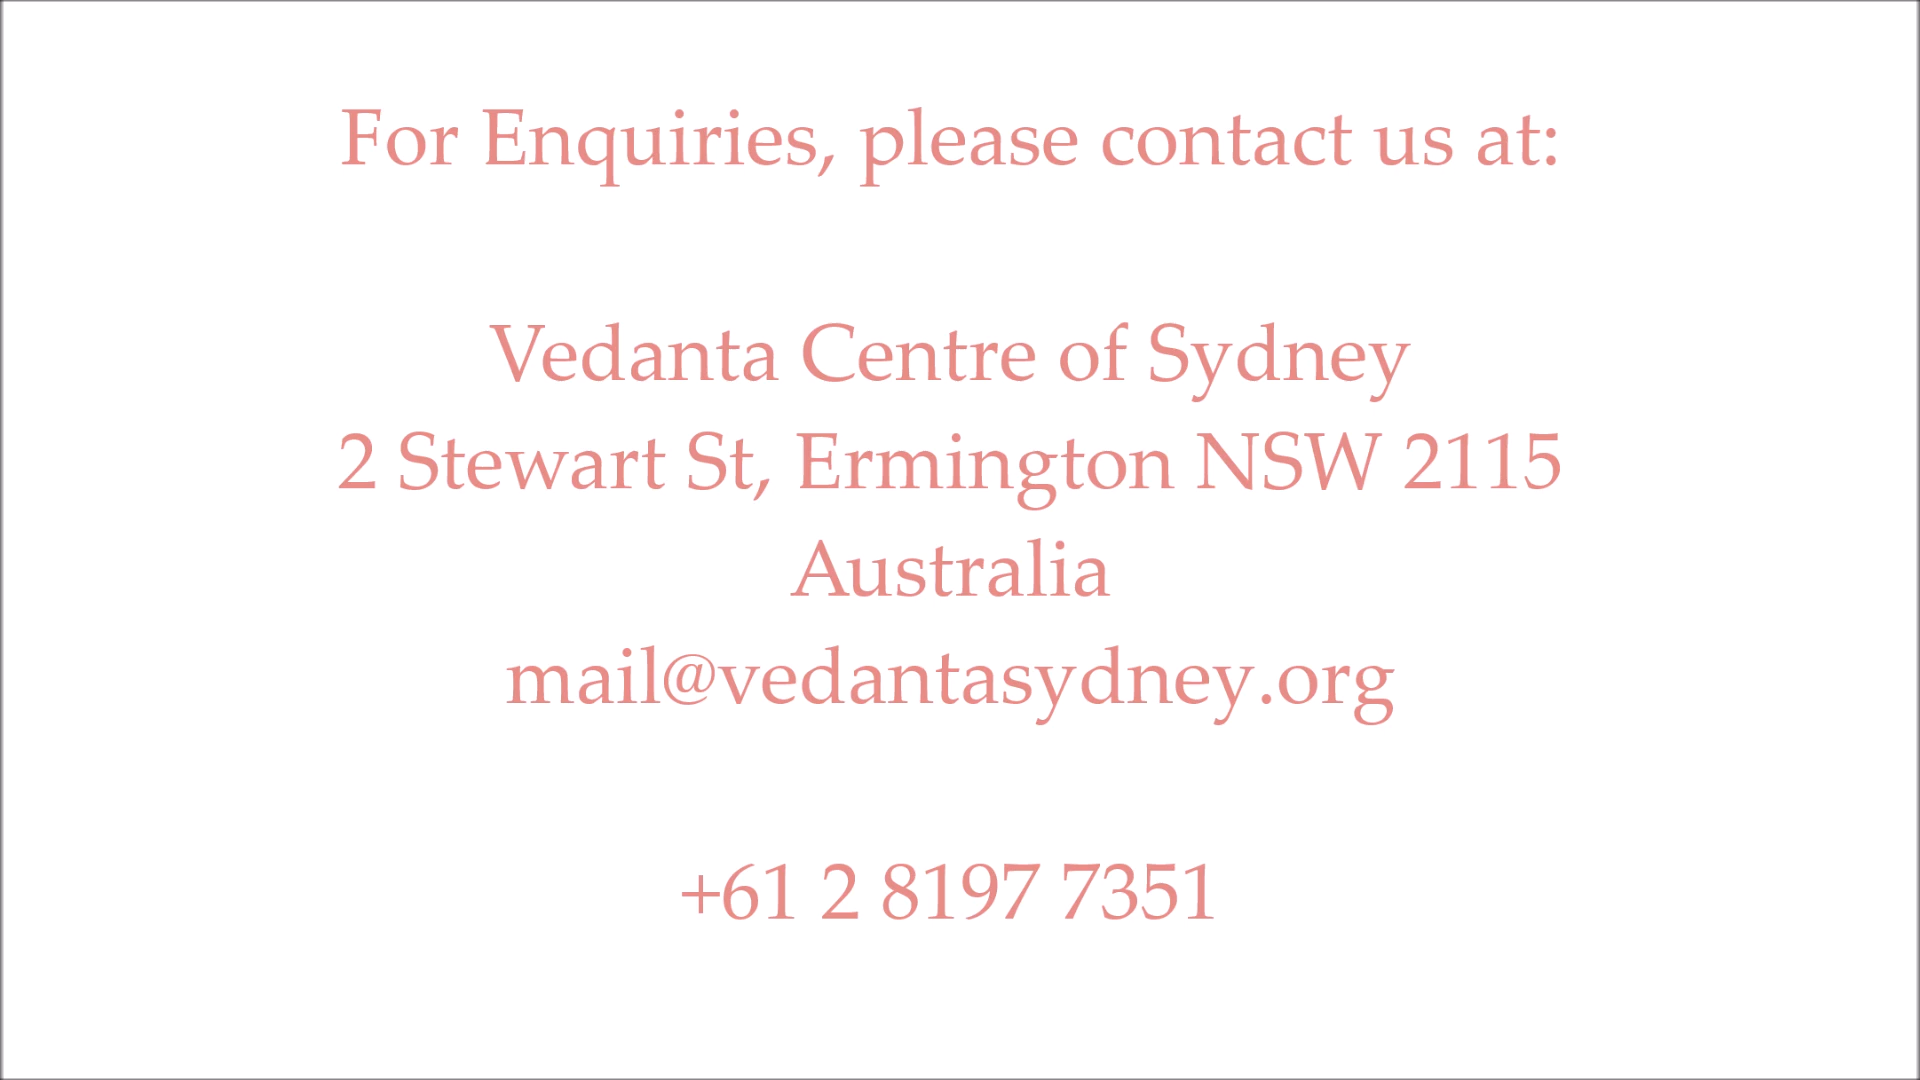 For Enquiries, please contact us at:
Vedanta Centre of Sydney
2 Stewart St, Ermington NSW 2115
Australia
mail@vedantasydney.org
+61 2 8197 7351